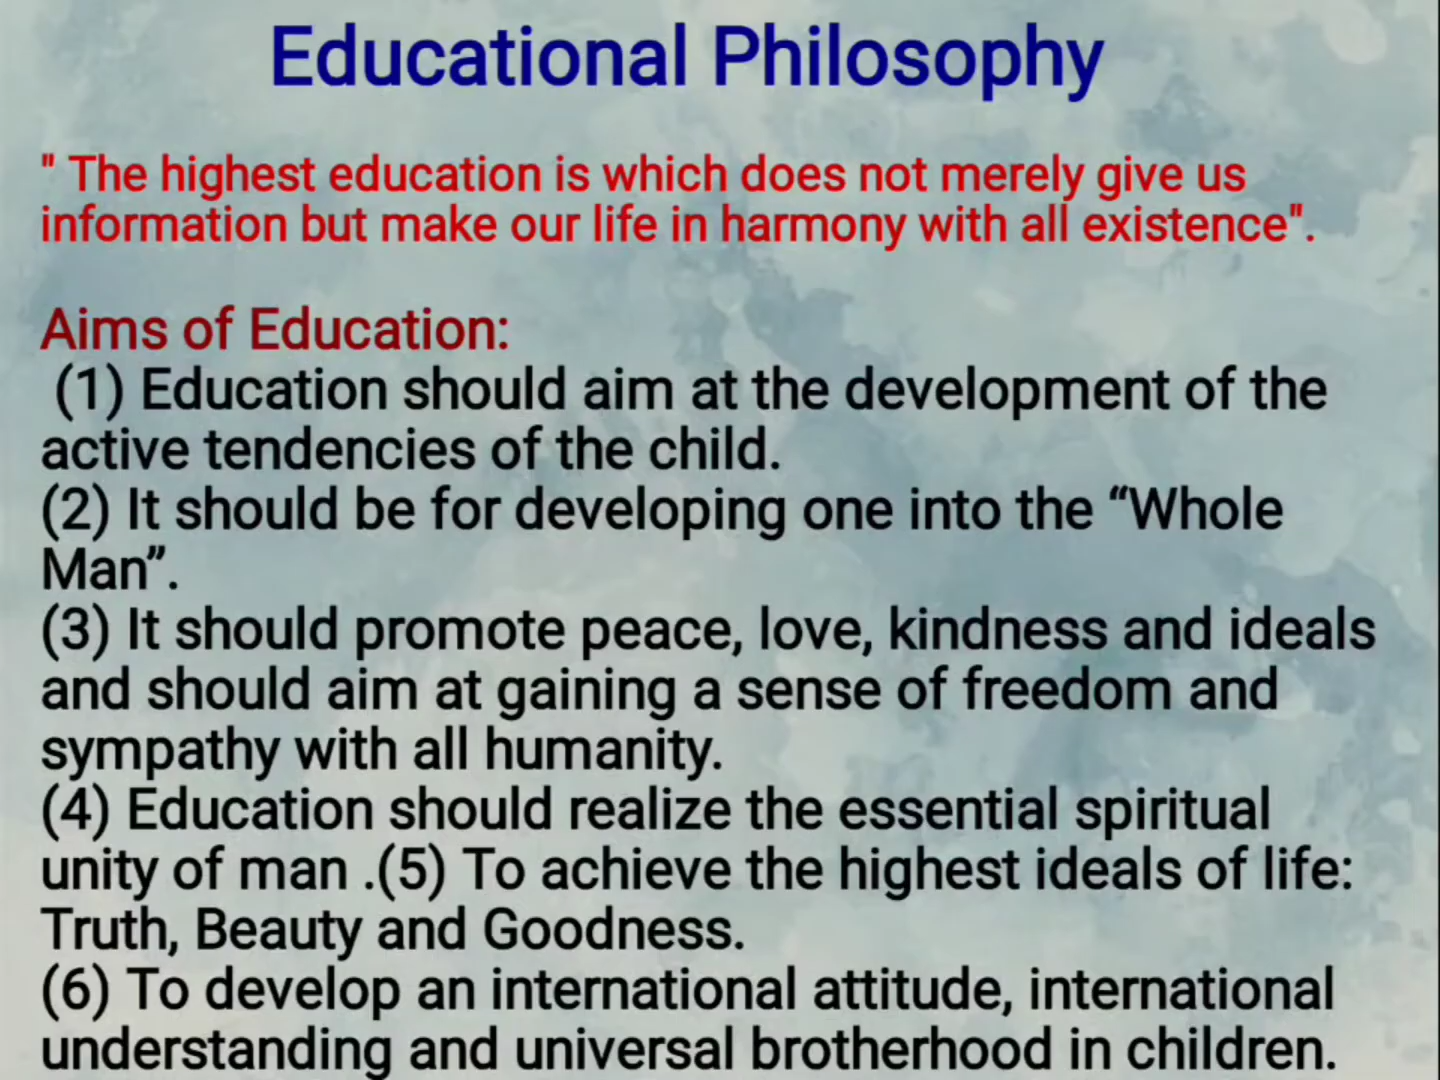 Educational Philosophy
" The highest education is which does not merely give us
information but make our life in harmony with all existence".
Aims of Education:
(1) Education should aim at the development of the
active tendencies of the child.
(2) It should be for developing one into the “Whole
Man”.
(3) It should promote peace, love, kindness and ideals
and should aim at gaining a sense of freedom and
sympathy with all humanity.
(4) Education should realize the essential spiritual
unity of man .(5) To achieve the highest ideals of life:
Truth, Beauty and Goodness.
(6) To develop an international attitude, international
understanding and universal brotherhood in children.